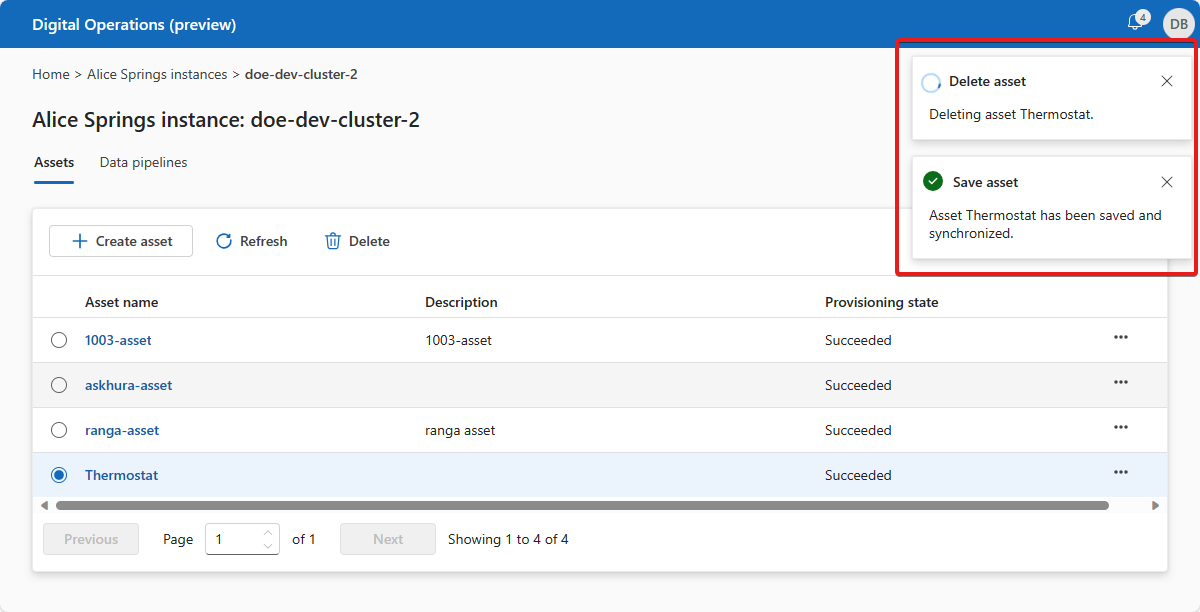 Digital Operations (preview)
4
DB
Home > Alice Springs instances > doe-dev-cluster-2
Delete asset
Deleting asset Thermostat.
Alice Springs instance: doe-dev-cluster-2
Assets
Data pipelines
Save asset
Asset Thermostat has been saved and
synchronized.
Create asset
Refresh
Delete
Asset name Description Provisioning state
1003-asset 1003-asset Succeeded
askhura-asset Succeeded
ranga-asset ranga asset Succeeded
Thermostat Succeeded
Previous Page 1 of 1 Next Showing 1 to 4 of 4